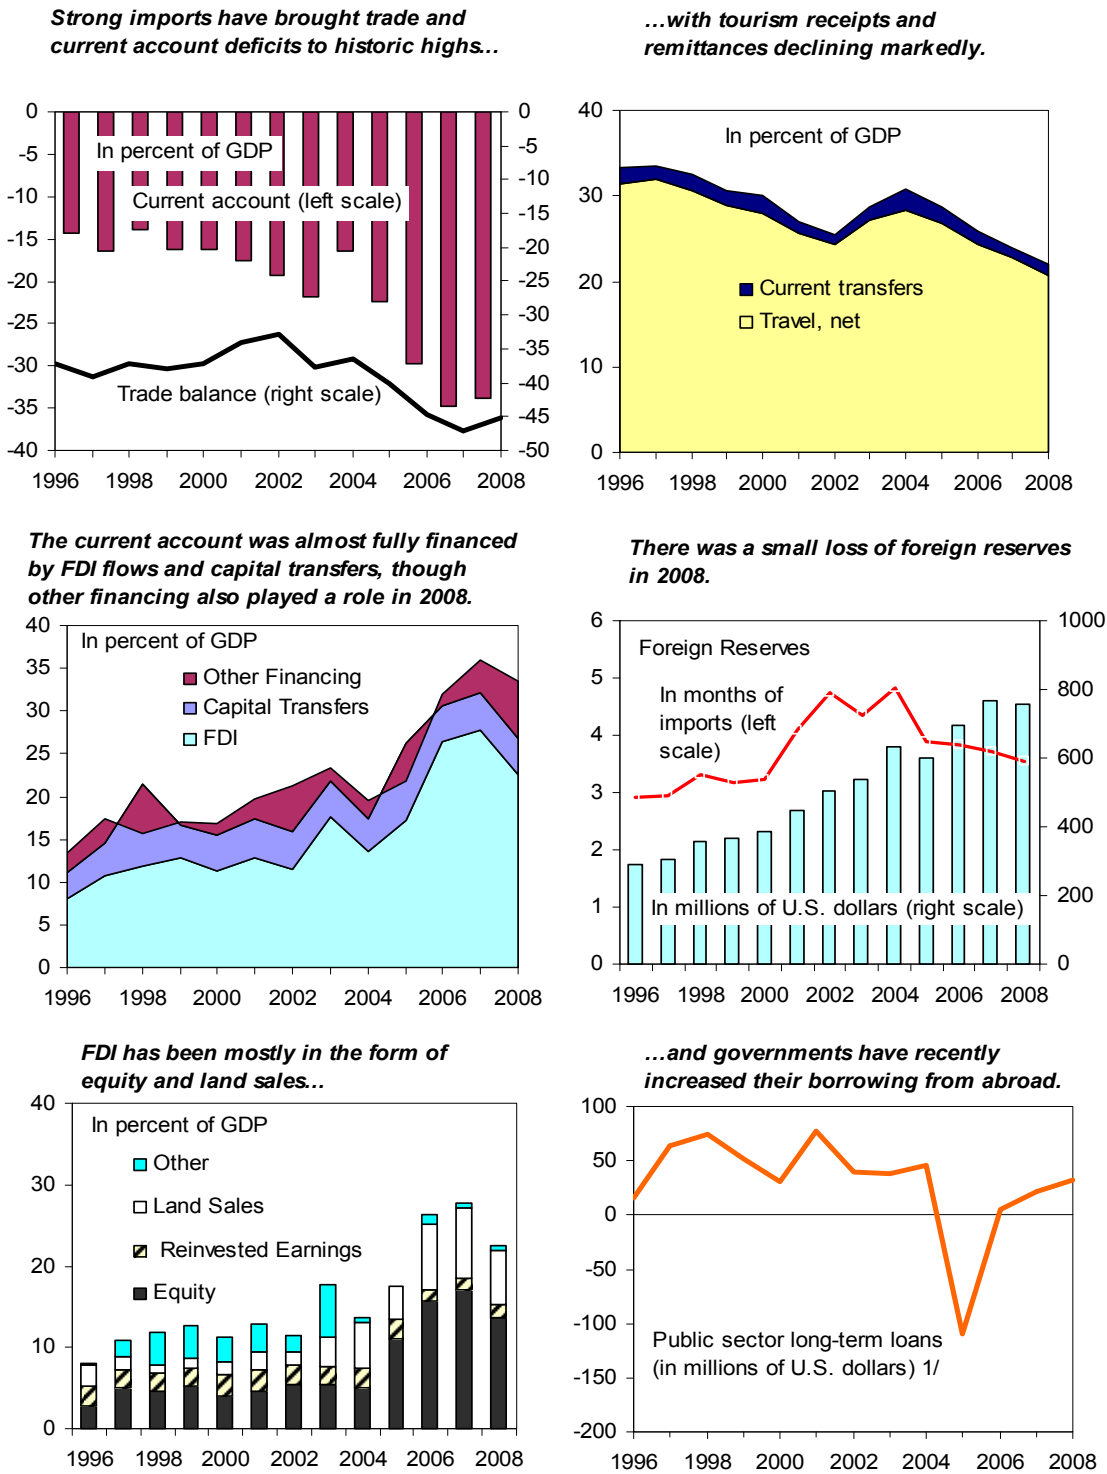 Strong imports have brought trade and
current account deficits to historic highs…
0
-5
-10
-15
-20
-25
-30
-35
-40
0
-5
-10
-15
-20
-25
-30
-35
-40
-45
-50
In percent of GDP
Current account (left scale)
Trade balance (right scale)
1996 1998 2000 2002 2004 2006 2008
…with tourism receipts and
remittances declining markedly.
40
30
20
10
0
In percent of GDP
Current transfers
Travel, net
1996 1998 2000 2002 2004 2006 2008
The current account was almost fully financed
by FDI flows and capital transfers, though
other financing also played a role in 2008.
40
35
30
25
20
15
10
5
0
In percent of GDP
Other Financing
Capital Transfers
FDI
1996 1998 2000 2002 2004 2006 2008
There was a small loss of foreign reserves
in 2008.
6
5
4
3
2
1
0
1000
800
600
400
200
0
Foreign Reserves
In months of
imports (left
scale)
In millions of U.S. dollars (right scale)
1996 1998 2000 2002 2004 2006 2008
FDI has been mostly in the form of
equity and land sales…
40
30
20
10
0
In percent of GDP
Other
Land Sales
Reinvested Earnings
Equity
1996 1998 2000 2002 2004 2006 2008
…and governments have recently
increased their borrowing from abroad.
100
50
0
-50
-100
-150
-200
Public sector long-term loans
(in millions of U.S. dollars) 1/
1996 1998 2000 2002 2004 2006 2008